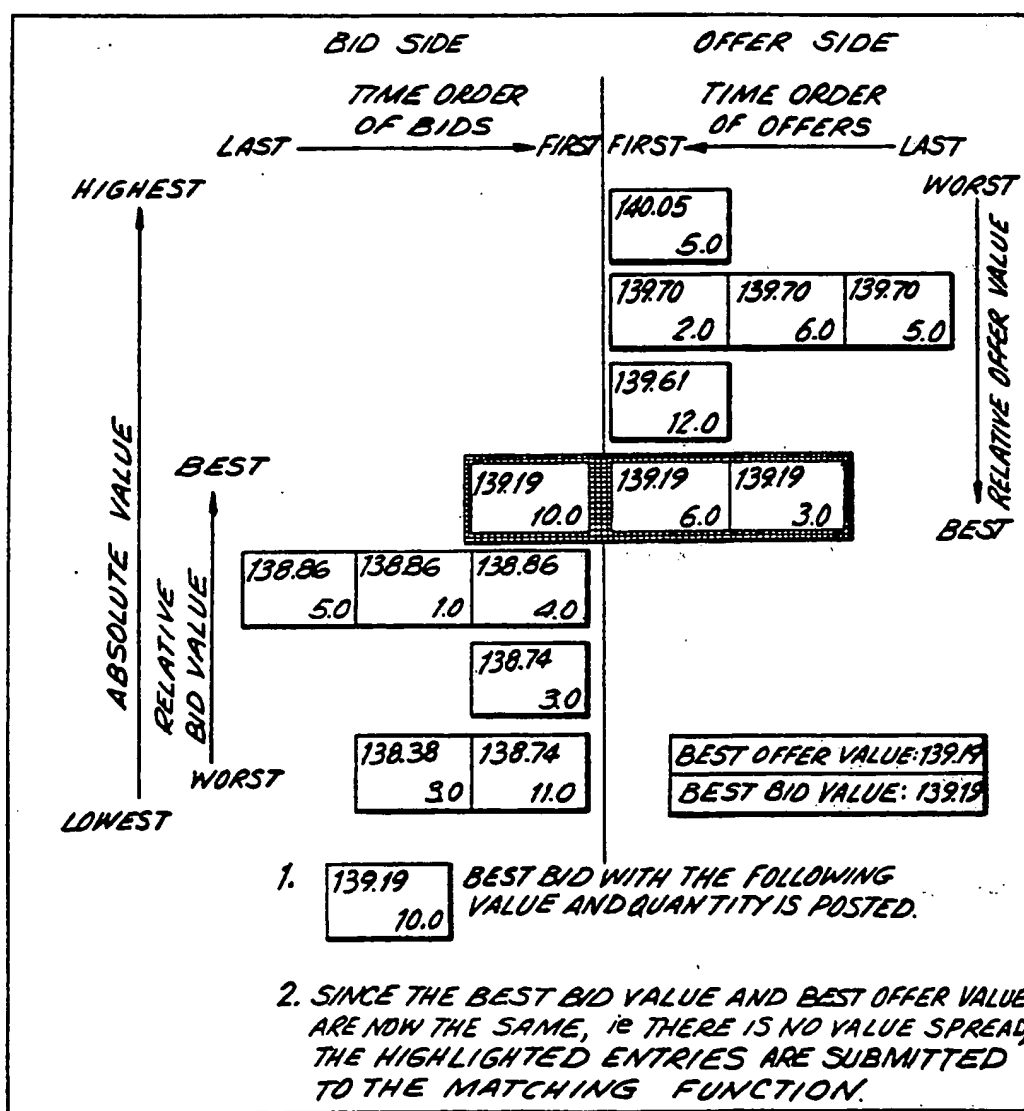 BID SIDE
OFFER SIDE
TIME ORDER
OF BIDS
TIME ORDER
OF OFFERS
LAST
FIRST
FIRST
LAST
HIGHEST
WORST
140.05
5.0
139.70
139.70
139.70
2.0
6.0
5.0
139.61
12.0
RELATIVE OFFER VALUE
ABSOLUTE VALUE
BEST
139.19
139.19
139.19
10.0
6.0
3.0
BEST
138.86
138.86
138.86
5.0
1.0
4.0
RELATIVE
BID VALUE
138.74
3.0
138.38
138.74
WORST
11.0
BEST OFFER VALUE: 139.19
BEST BID VALUE: 139.19
LOWEST
1.
139.19
10.0
BEST BID WITH THE FOLLOWING
VALUE AND QUANTITY IS POSTED.
2. SINCE THE BEST BID VALUE AND BEST OFFER VALUE
ARE NOW THE SAME, ie THERE IS NO VALUE SPREAD,
THE HIGHLIGHTED ENTRIES ARE SUBMITTED
TO THE MATCHING FUNCTION.